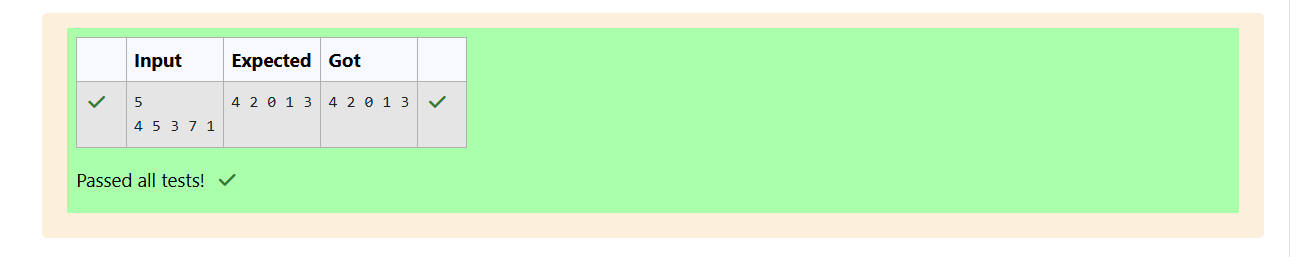 Input Expected Got
5 4 2 0 1 3 4 2 0 1 3
4 5 3 7 1
Passed all tests!